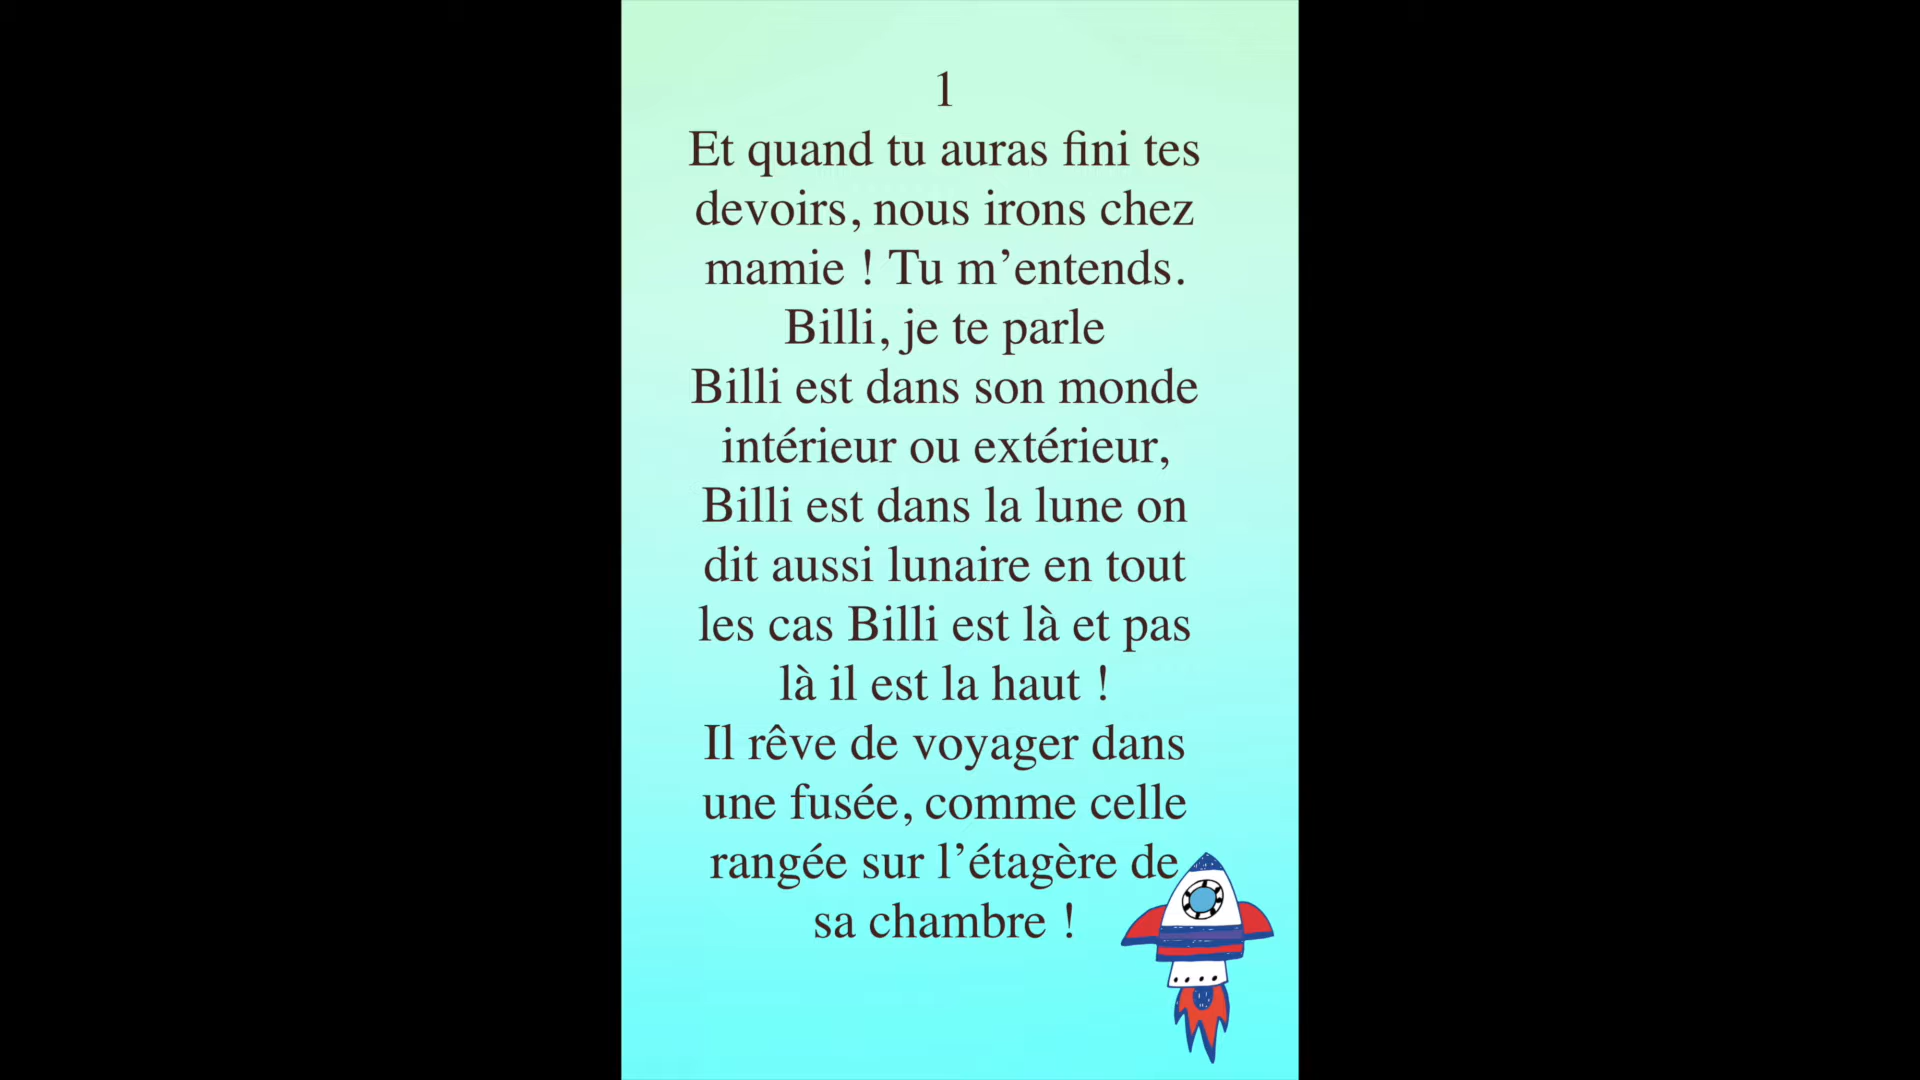 1
Et quand tu auras fini tes
devoirs, nous irons chez
mamie ! Tu m’entends.
Billi, je te parle
Billi est dans son monde
intérieur ou extérieur,
Billi est dans la lune on
dit aussi lunaire en tout
les cas Billi est là et pas
là il est la haut !
Il rêve de voyager dans
une fusée, comme celle
rangée sur l’étagère de
sa chambre !